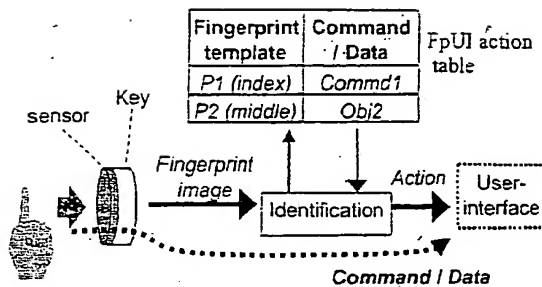 Fingerprint Command
template / Data
P1 (index) Commd1
P2 (middle) Obj2
FpUI action
table
Key
sensor
Fingerprint
image
Identification
Action
User-
interface
Command / Data